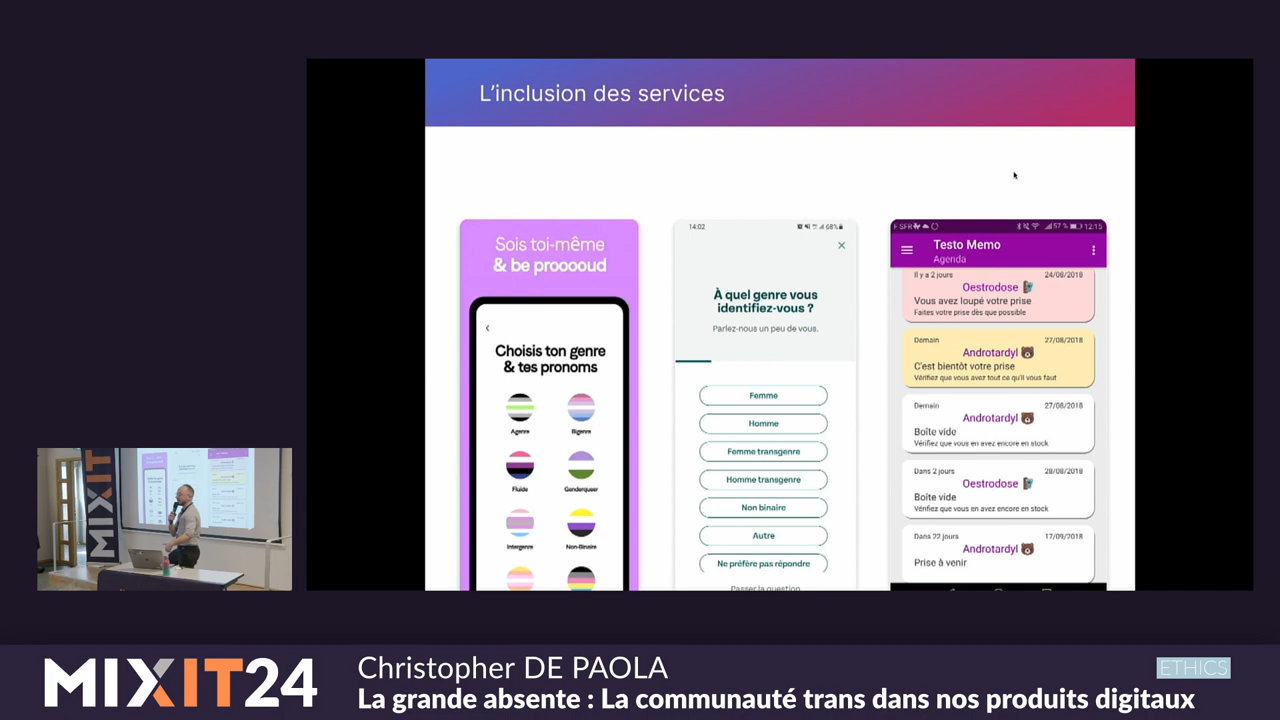 L'inclusion des services
Sois toi-même
& be prooooud
Choisis ton genre
& tes pronoms
Agenre
Bigenre
Fluide
Genderqueer
Intergenre
Non-Binaire
14:02
68%
À quel genre vous
identifiez-vous ?
Parlez-nous un peu de vous.
Femme
Homme
Femme transgenre
Homme transgenre
Non binaire
Autre
Ne préfère pas répondre
Passer la question
F SFR
57 %
12:15
Testo Memo
Agenda
Il y a 2 jours
24/08/2018
Oestrodose
Vous avez loupé votre prise
Faites votre prise dès que possible
Demain
27/08/2018
Androtardyl
C'est bientôt votre prise
Vérifiez que vous avez tout ce qu'il vous faut
Demain
27/08/2018
Androtardyl
Boîte vide
Vérifiez que vous en avez encore en stock
Dans 2 jours
28/08/2018
Oestrodose
Boîte vide
Vérifiez que vous en avez encore en stock
Dans 22 jours
17/09/2018
Androtardyl
Prise à venir
MIXIT
MIXIT24
Christopher DE PAOLA
La grande absente : La communauté trans dans nos produits digitaux
ETHICS